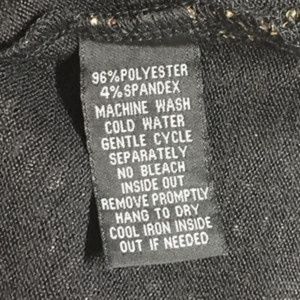 96%POLYESTER
4%SPANDEX
MACHINE WASH
COLD WATER
GENTLE CYCLE
SEPARATELY
NO BLEACH
INSIDE OUT
REMOVE PROMPTLY
HANG TO DRY
COOL IRON INSIDE
OUT IF NEEDED